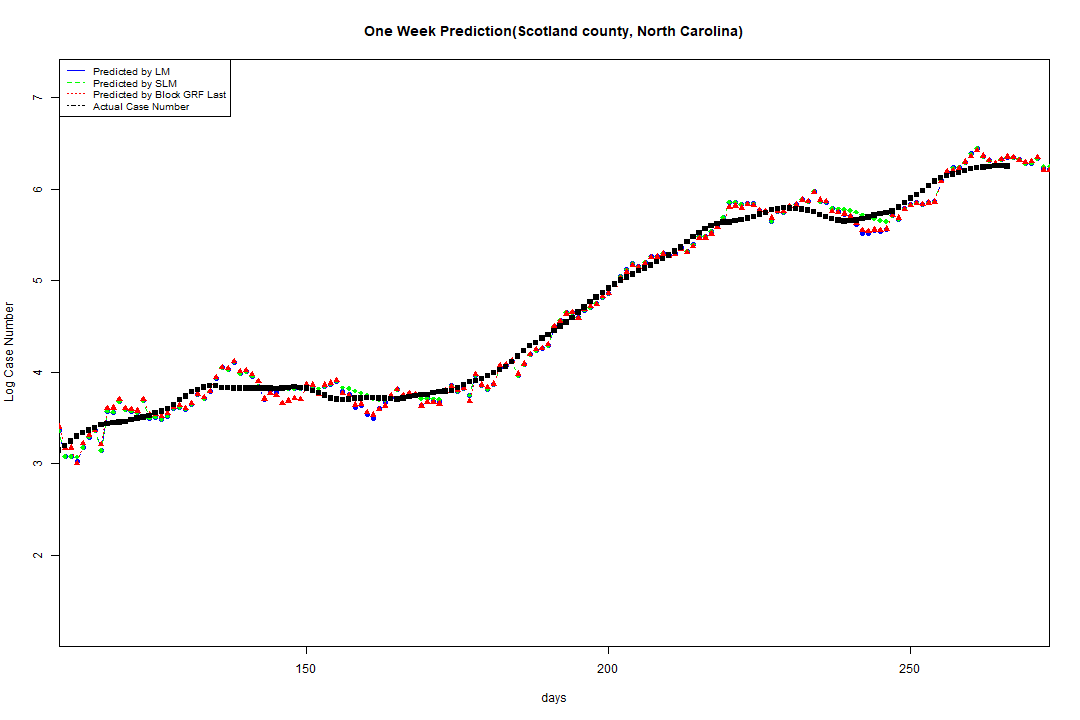 One Week Prediction(Scotland county, North Carolina)
Predicted by LM
Predicted by SLM
Predicted by Block GRF Last
Actual Case Number
7
6
5
4
3
2
Log Case Number
150
200
250
days